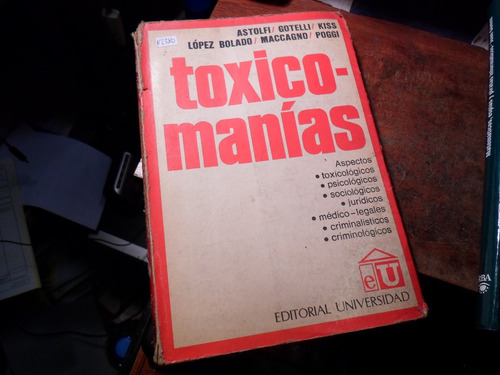 ASTOLFI / GOTELLI / KISS
LÓPEZ BOLADO / MACCAGNO / POGGI
toxico-
manías
Aspectos
• toxicológicos
• psicológicos
• sociológicos
• jurídicos
• médico-legales
• criminalísticos
• criminológicos
eU
EDITORIAL UNIVERSIDAD